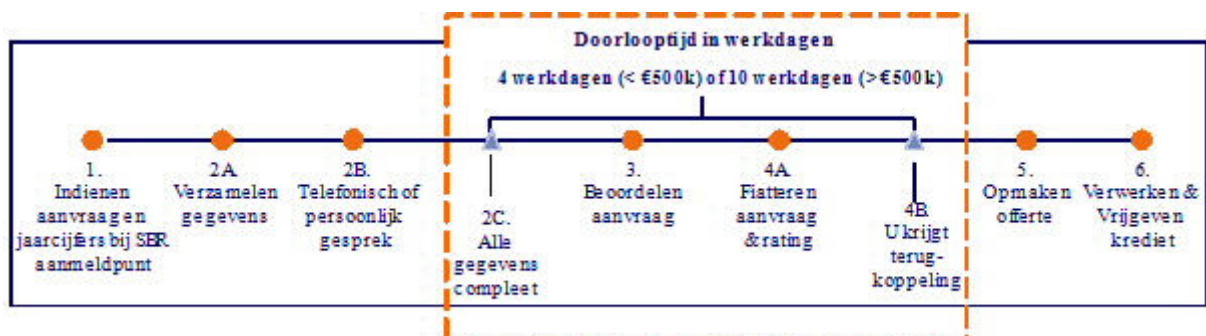 Doorlooptijd in werkdagen
4 werkdagen (< €500k) of 10 werkdagen (>€500k)
1.
Indienen
aanvraag en
jaarcijfers bij SBR
aanmeldpunt
2A.
Verzamelen
gegevens
2B.
Telefonisch of
persoonlijk
gesprek
2C.
Alle
gegevens
compleet
3.
Beoordelen
aanvraag
4A.
Fiatteren
aanvraag
& rating
4B.
U krijgt
terug-
koppeling
5.
Opmaken
offerte
6.
Verwerken &
Vrijgeven
krediet